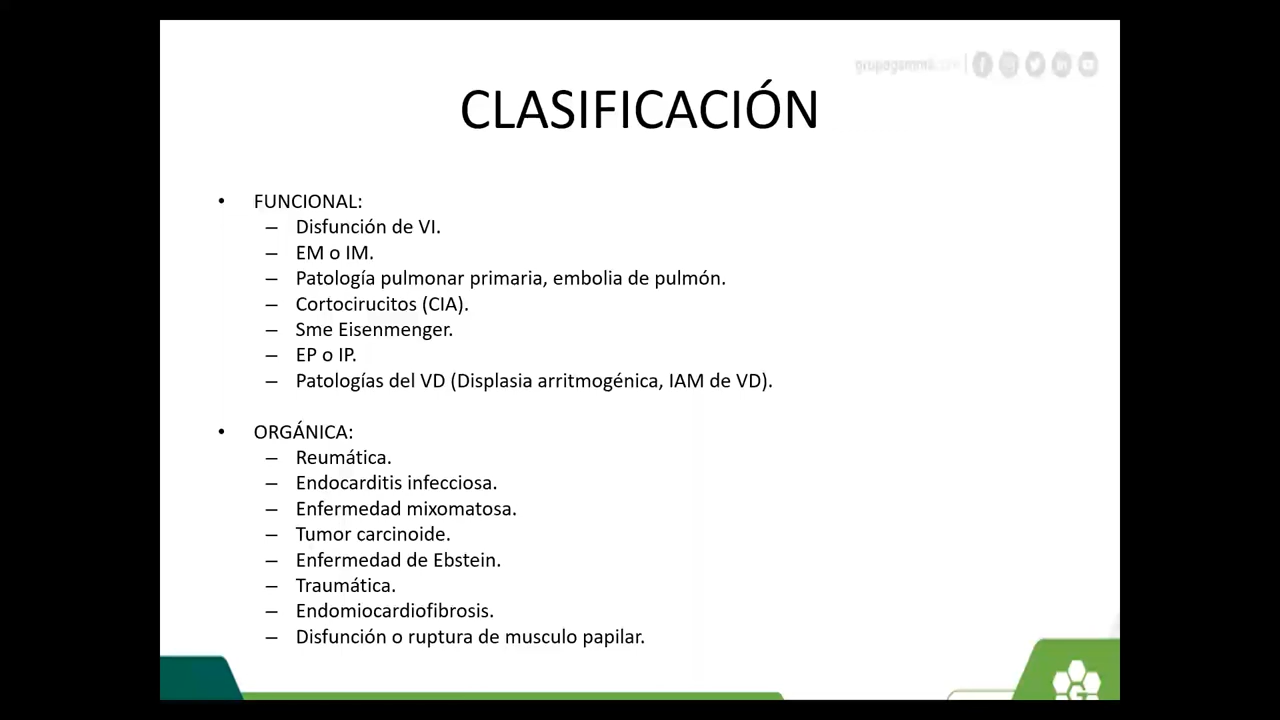 CLASIFICACIÓN
• FUNCIONAL:
– Disfunción de VI.
– EM o IM.
– Patología pulmonar primaria, embolia de pulmón.
– Cortocirucitos (CIA).
– Sme Eisenmenger.
– EP o IP.
– Patologías del VD (Displasia arritmogénica, IAM de VD).
• ORGÁNICA:
– Reumática.
– Endocarditis infecciosa.
– Enfermedad mixomatosa.
– Tumor carcinoide.
– Enfermedad de Ebstein.
– Traumática.
– Endomiocardiofibrosis.
– Disfunción o ruptura de musculo papilar.
G